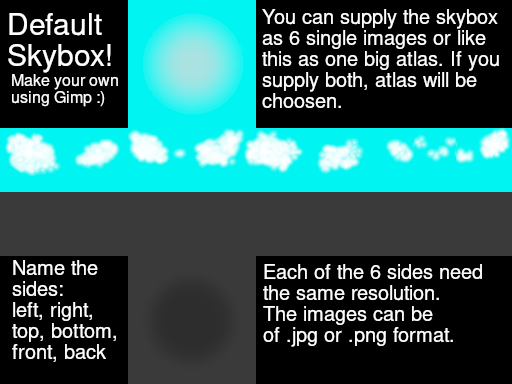 Default
Skybox!
Make your own
using Gimp :)
You can supply the skybox
as 6 single images or like
this as one big atlas. If you
supply both, atlas will be
choosen.
Name the
sides:
left, right,
top, bottom,
front, back
Each of the 6 sides need
the same resolution.
The images can be
of .jpg or .png format.